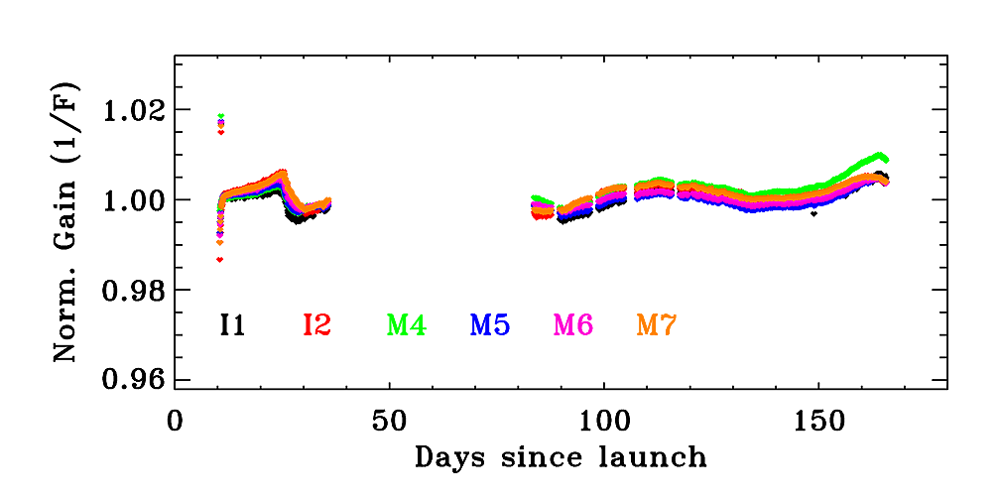 Norm. Gain (1/F)
1.02
1.00
0.98
0.96
I1 I2 M4 M5 M6 M7
0 50 100 150
Days since launch